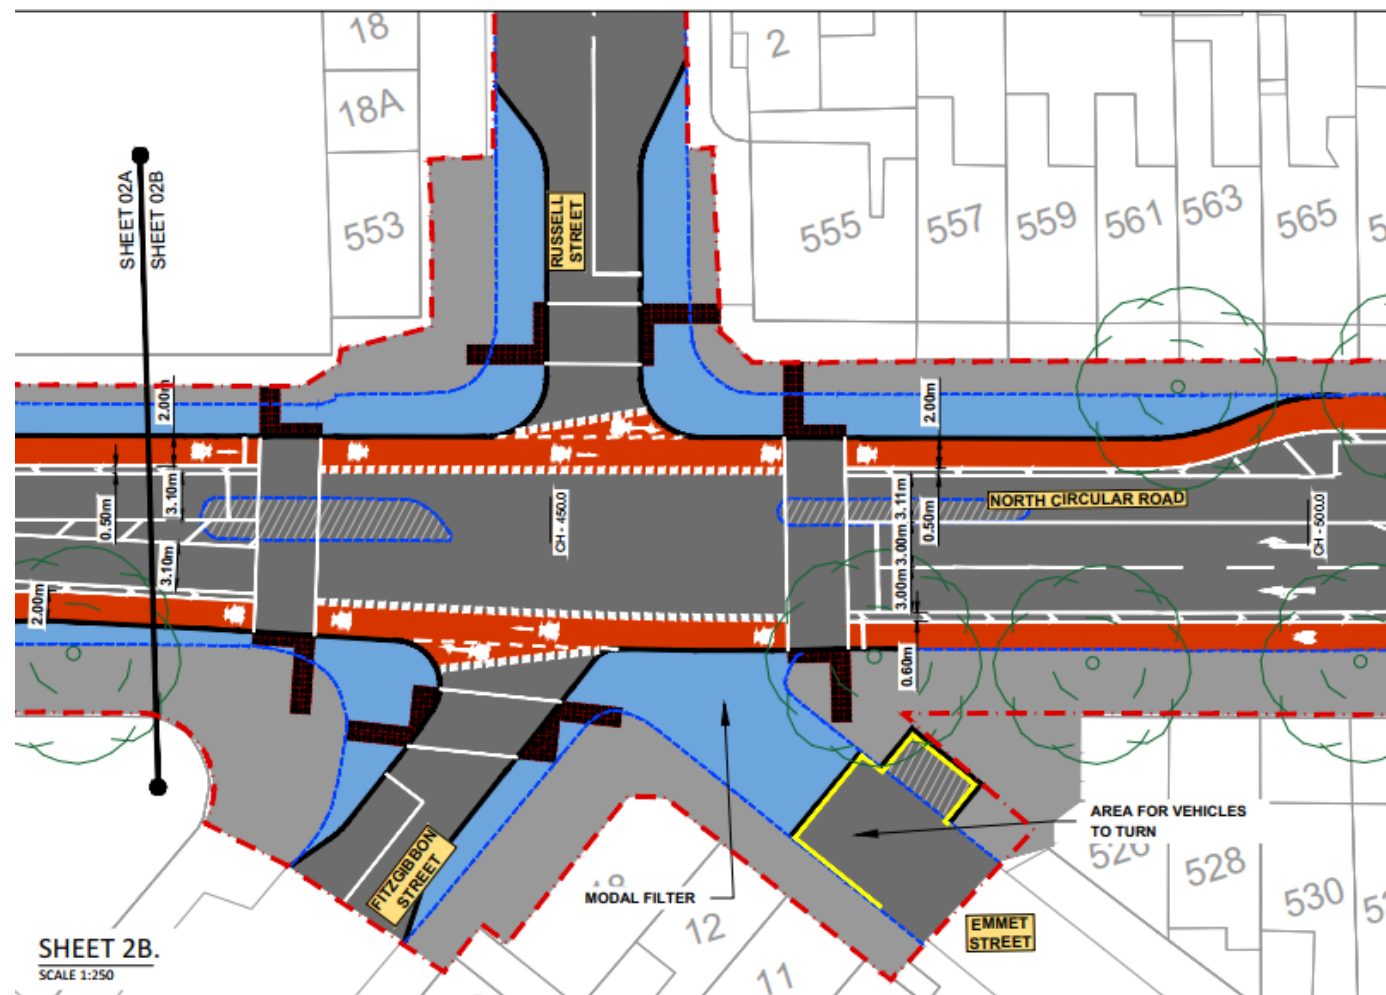 18
2
18A
553
555
557
559
561
563
565
SHEET 02A
SHEET 02B
RUSSELL
STREET
2.00m
2.00m
0.50m
3.10m
3.10m
2.00m
CH - 450.0
3.11m
0.50m
3.00m
3.00m
0.60m
NORTH CIRCULAR ROAD
CH - 500.0
AREA FOR VEHICLES
TO TURN
526
528
530
FITZGIBBON
STREET
MODAL FILTER
12
11
EMMET
STREET
SHEET 2B.
SCALE 1:250